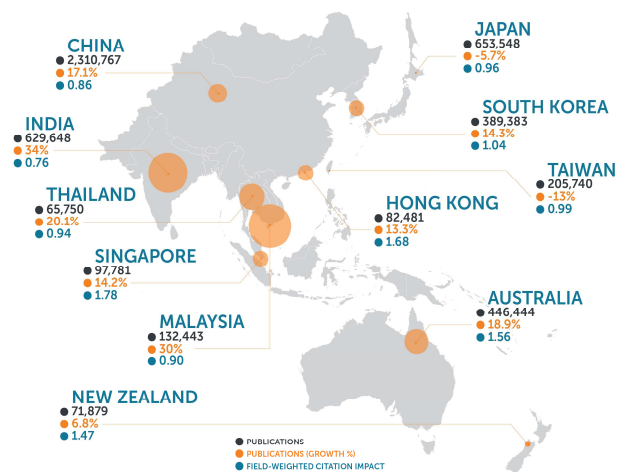 JAPAN
653,548
-5.7%
0.96
CHINA
2,310,767
17.1%
0.86
SOUTH KOREA
389,383
14.3%
1.04
INDIA
629,648
34%
0.76
TAIWAN
205,740
-13%
0.99
THAILAND
65,750
20.1%
0.94
HONG KONG
82,481
13.3%
1.68
SINGAPORE
97,781
14.2%
1.78
AUSTRALIA
446,444
18.9%
1.56
MALAYSIA
132,443
30%
0.90
NEW ZEALAND
71,879
6.8%
1.47
PUBLICATIONS
PUBLICATIONS (GROWTH %)
FIELD-WEIGHTED CITATION IMPACT